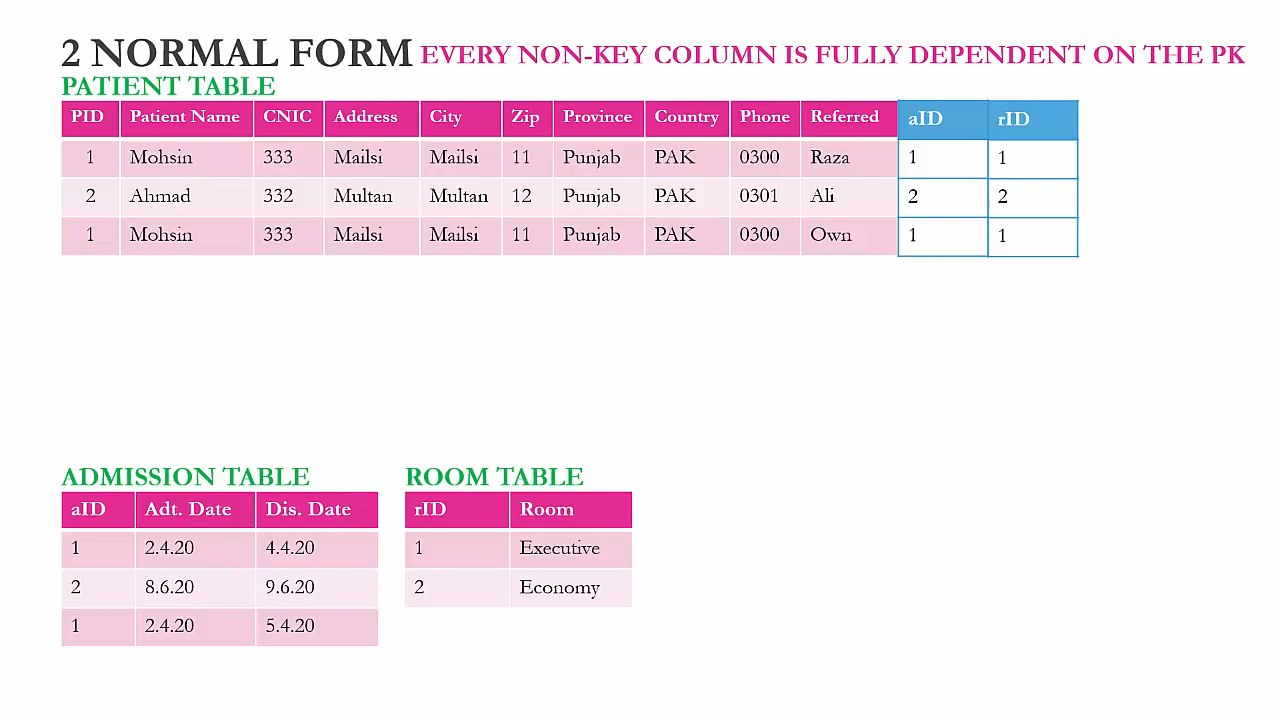 2 NORMAL FORM EVERY NON-KEY COLUMN IS FULLY DEPENDENT ON THE PK
PATIENT TABLE
PID Patient Name CNIC Address City Zip Province Country Phone Referred aID rID
1 Mohsin 333 Mailsi Mailsi 11 Punjab PAK 0300 Raza 1 1
2 Ahmad 332 Multan Multan 12 Punjab PAK 0301 Ali 2 2
1 Mohsin 333 Mailsi Mailsi 11 Punjab PAK 0300 Own 1 1
ADMISSION TABLE
aID Adt. Date Dis. Date
1 2.4.20 4.4.20
2 8.6.20 9.6.20
1 2.4.20 5.4.20
ROOM TABLE
rID Room
1 Executive
2 Economy